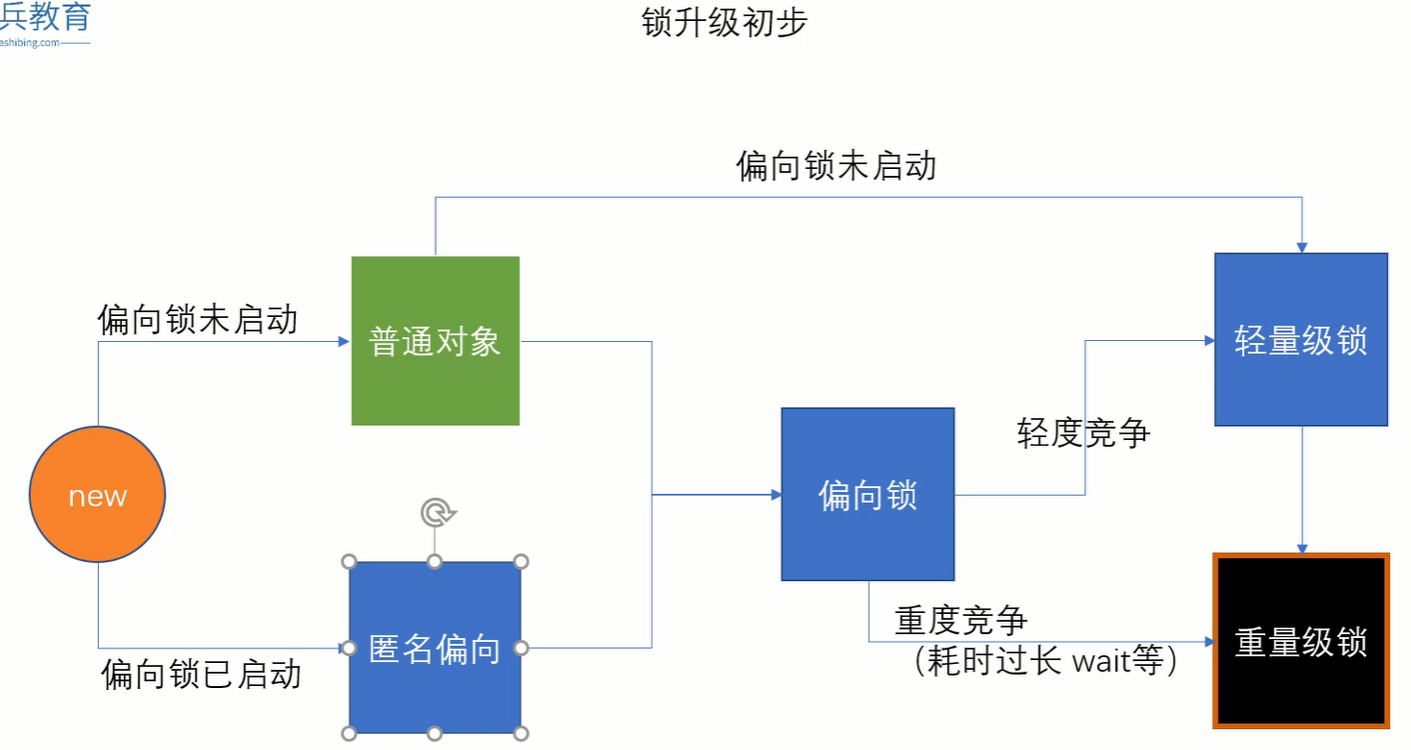 兵教育
ashibing.com
锁升级初步
偏向锁未启动
偏向锁未启动
普通对象
轻量级锁
轻度竞争
new
偏向锁
匿名偏向
偏向锁已启动
重度竞争
（耗时过长 wait等）
重量级锁